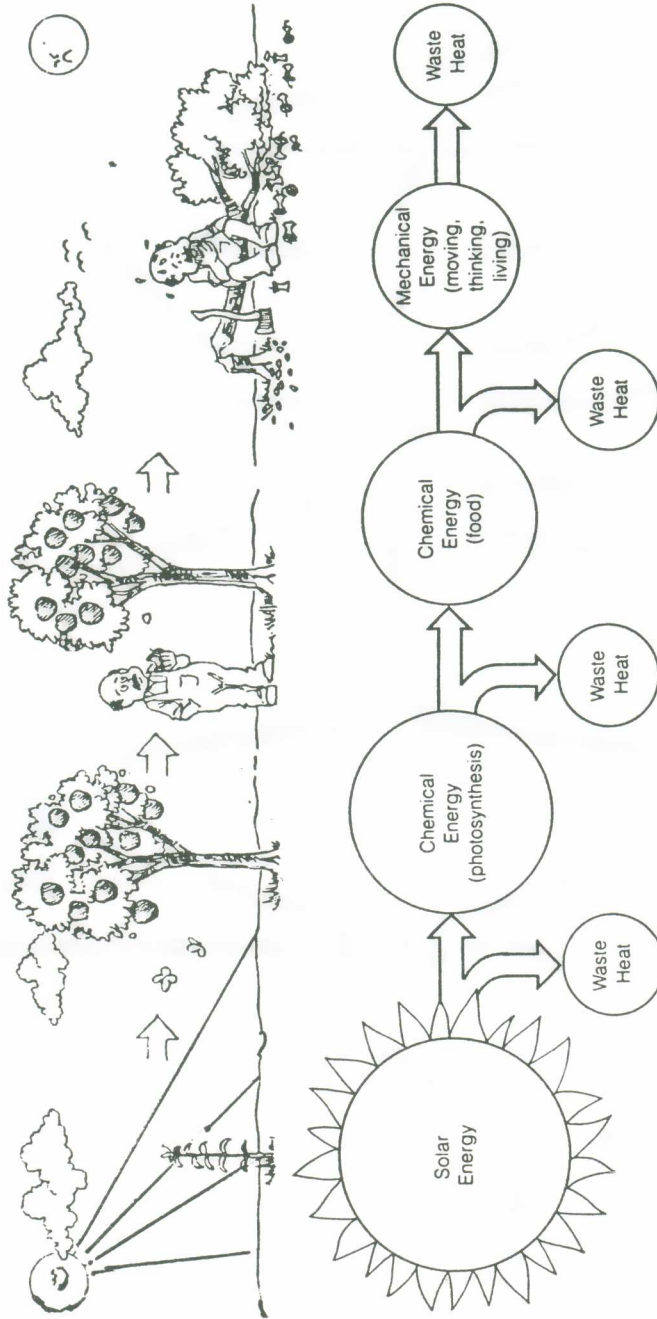 Solar
Energy
Waste
Heat
Chemical
Energy
(photosynthesis)
Waste
Heat
Chemical
Energy
(food)
Waste
Heat
Mechanical
Energy
(moving,
thinking,
living)
Waste
Heat